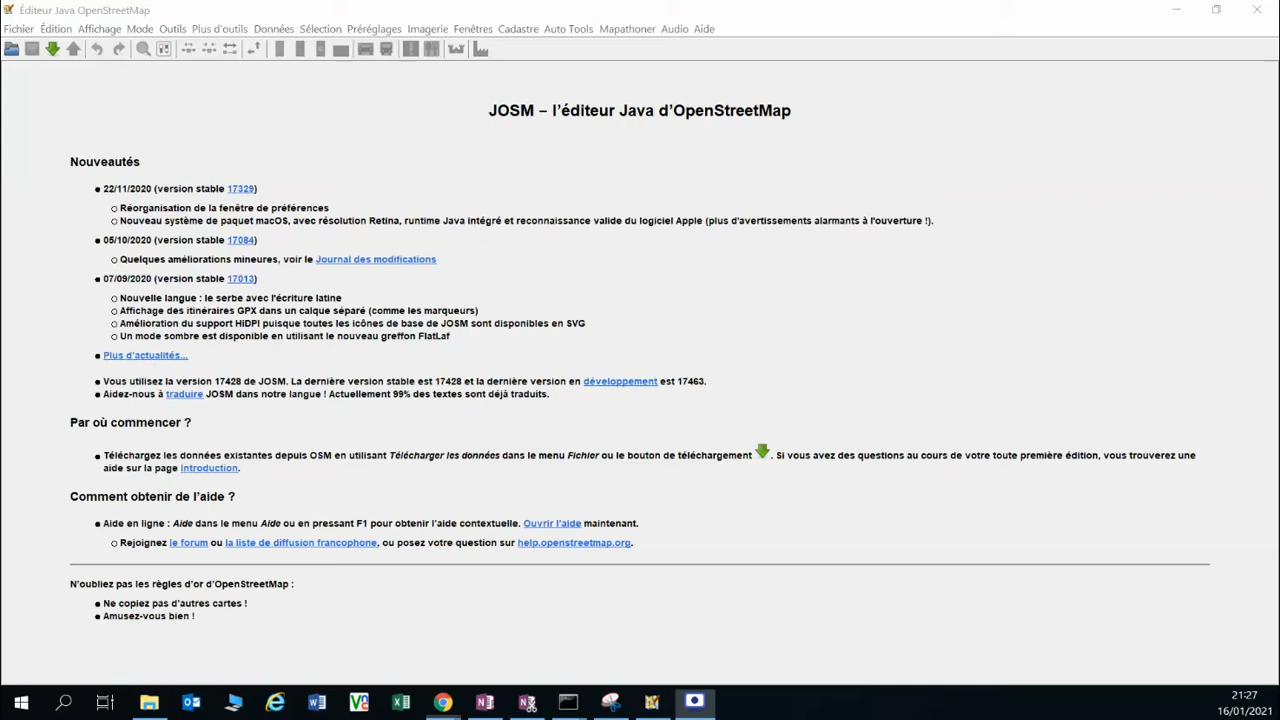 Éditeur Java OpenStreetMap
Fichier Édition Affichage Mode Outils Plus d'outils Données Sélection Préréglages Imagerie Fenêtres Cadastre Auto Tools Mapathoner Audio Aide
JOSM – l'éditeur Java d'OpenStreetMap
Nouveautés
22/11/2020 (version stable 17329)
Réorganisation de la fenêtre de préférences
Nouveau système de paquet macOS, avec résolution Retina, runtime Java intégré et reconnaissance valide du logiciel Apple (plus d'avertissements alarmants à l'ouverture !).
05/10/2020 (version stable 17084)
Quelques améliorations mineures, voir le Journal des modifications
07/09/2020 (version stable 17013)
Nouvelle langue : le serbe avec l'écriture latine
Affichage des itinéraires GPX dans un calque séparé (comme les marqueurs)
Amélioration du support HiDPI puisque toutes les icônes de base de JOSM sont disponibles en SVG
Un mode sombre est disponible en utilisant le nouveau greffon FlatLaf
Plus d'actualités...
Vous utilisez la version 17428 de JOSM. La dernière version stable est 17428 et la dernière version en développement est 17463.
Aidez-nous à traduire JOSM dans notre langue ! Actuellement 99% des textes sont déjà traduits.
Par où commencer ?
Téléchargez les données existantes depuis OSM en utilisant Télécharger les données dans le menu Fichier ou le bouton de téléchargement . Si vous avez des questions au cours de votre toute première édition, vous trouverez une
aide sur la page Introduction.
Comment obtenir de l'aide ?
Aide en ligne : Aide dans le menu Aide ou en pressant F1 pour obtenir l'aide contextuelle. Ouvrir l'aide maintenant.
Rejoignez le forum ou la liste de diffusion francophone, ou posez votre question sur help.openstreetmap.org.
N'oubliez pas les règles d'or d'OpenStreetMap :
Ne copiez pas d'autres cartes !
Amusez-vous bien !
21:27
16/01/2021